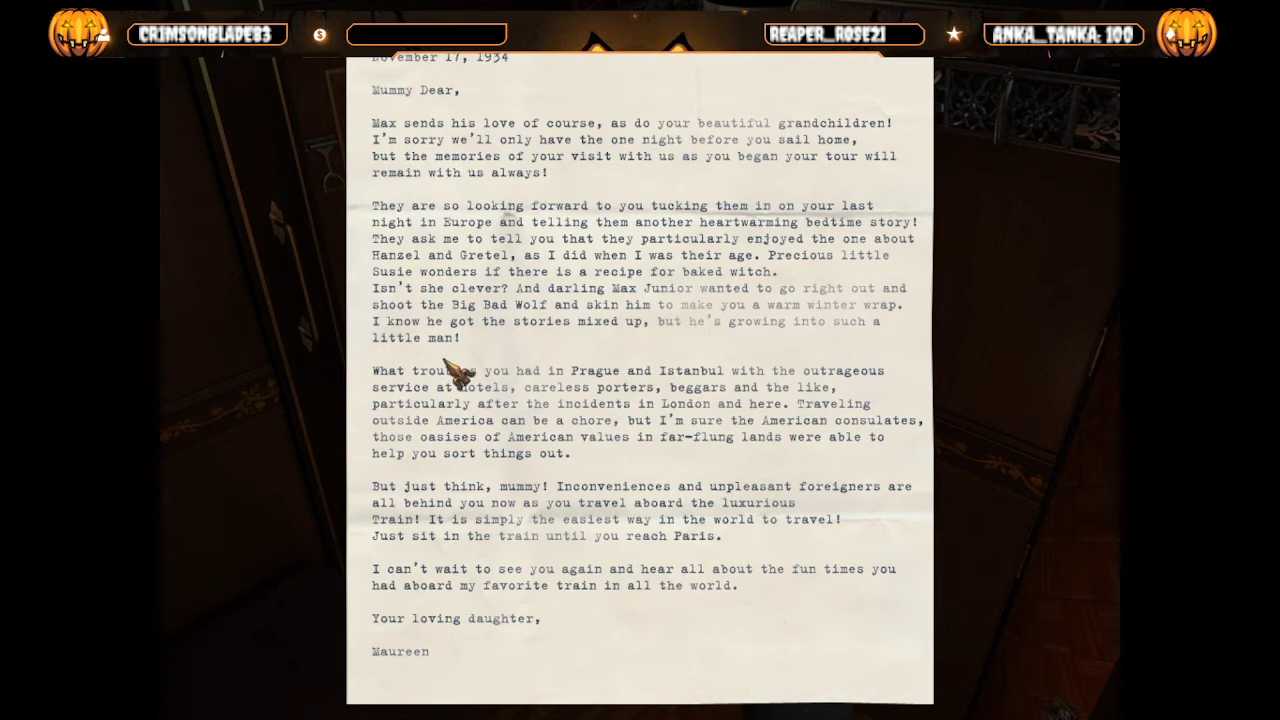 CRIMSONBLADE83
REAPER_ROSE21
ANKA_TANKA: 100
November 17, 1934
Mummy Dear,
Max sends his love of course, as do your beautiful grandchildren!
I'm sorry we'll only have the one night before you sail home,
but the memories of your visit with us as you began your tour will
remain with us always!
They are so looking forward to you tucking them in on your last
night in Europe and telling them another heartwarming bedtime story!
They ask me to tell you that they particularly enjoyed the one about
Hanzel and Gretel, as I did when I was their age. Precious little
Susie wonders if there is a recipe for baked witch.
Isn't she clever? And darling Max Junior wanted to go right out and
shoot the Big Bad Wolf and skin him to make you a warm winter wrap.
I know he got the stories mixed up, but he's growing into such a
little man!
What troubles you had in Prague and Istanbul with the outrageous
service at hotels, careless porters, beggars and the like,
particularly after the incidents in London and here. Traveling
outside America can be a chore, but I'm sure the American consulates,
those oasises of American values in far-flung lands were able to
help you sort things out.
But just think, mummy! Inconveniences and unpleasant foreigners are
all behind you now as you travel aboard the luxurious
Train! It is simply the easiest way in the world to travel!
Just sit in the train until you reach Paris.
I can't wait to see you again and hear all about the fun times you
had aboard my favorite train in all the world.
Your loving daughter,
Maureen